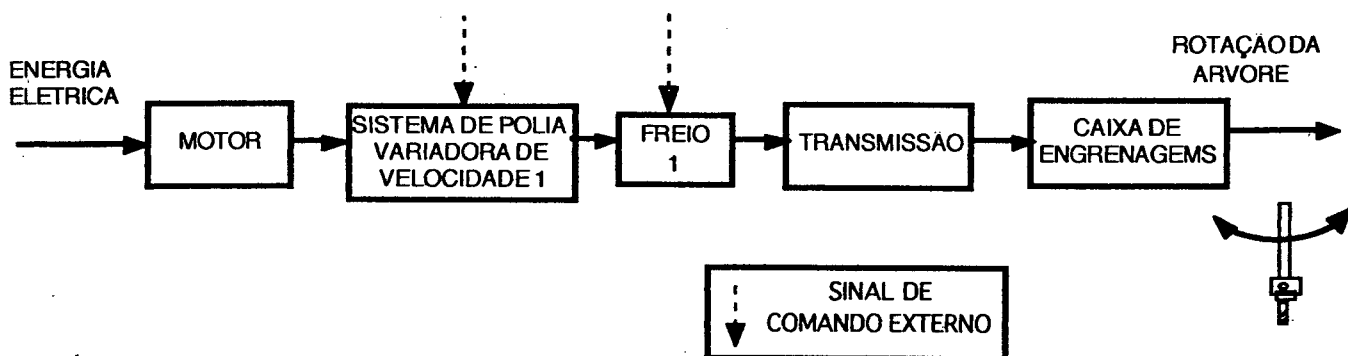 ENERGIA
ELETRICA
MOTOR
SISTEMA DE POLIA
VARIADORA DE
VELOCIDADE 1
FREIO
1
TRANSMISSÃO
CAIXA DE
ENGRENAGEMS
ROTAÇÃO DA
ARVORE
SINAL DE
COMANDO EXTERNO